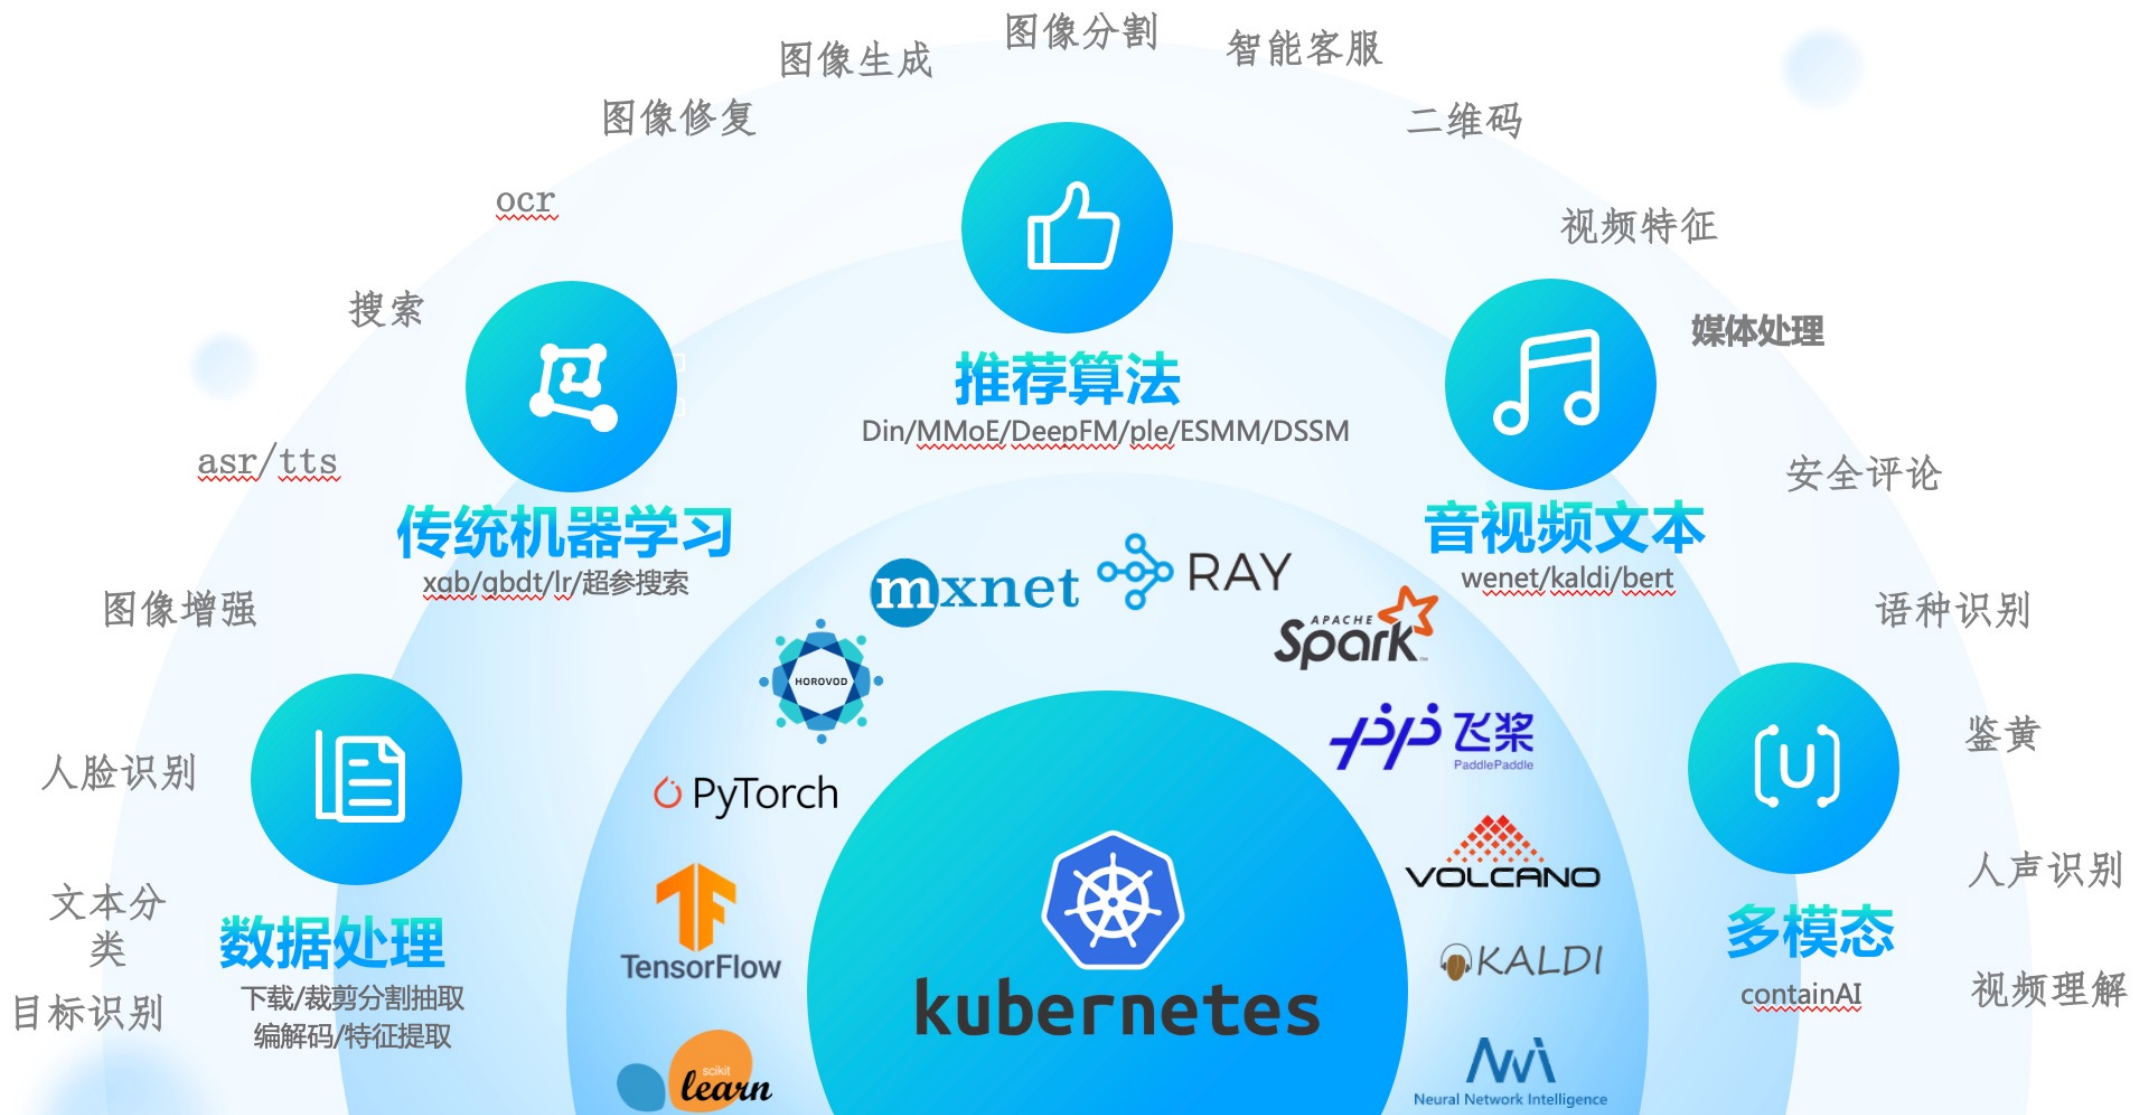 图像分割
智能客服
图像生成
图像修复
二维码
ocr
视频特征
搜索
媒体处理
推荐算法
Din/MMoE/DeepFM/ple/ESMM/DSSM
asr/tts
安全评论
传统机器学习
xgb/gbdt/lr/超参搜索
音视频文本
wenet/kaldi/bert
mxnet
RAY
图像增强
语种识别
APACHE
Spark
HOROVOD
飞桨
PaddlePaddle
鉴黄
人脸识别
PyTorch
U
VOLCANO
人声识别
文本分
类
数据处理
下载/裁剪分割抽取
编解码/特征提取
目标识别
TensorFlow
kubernetes
KALDI
多模态
containAI
视频理解
scikit
learn
NNI
Neural Network Intelligence